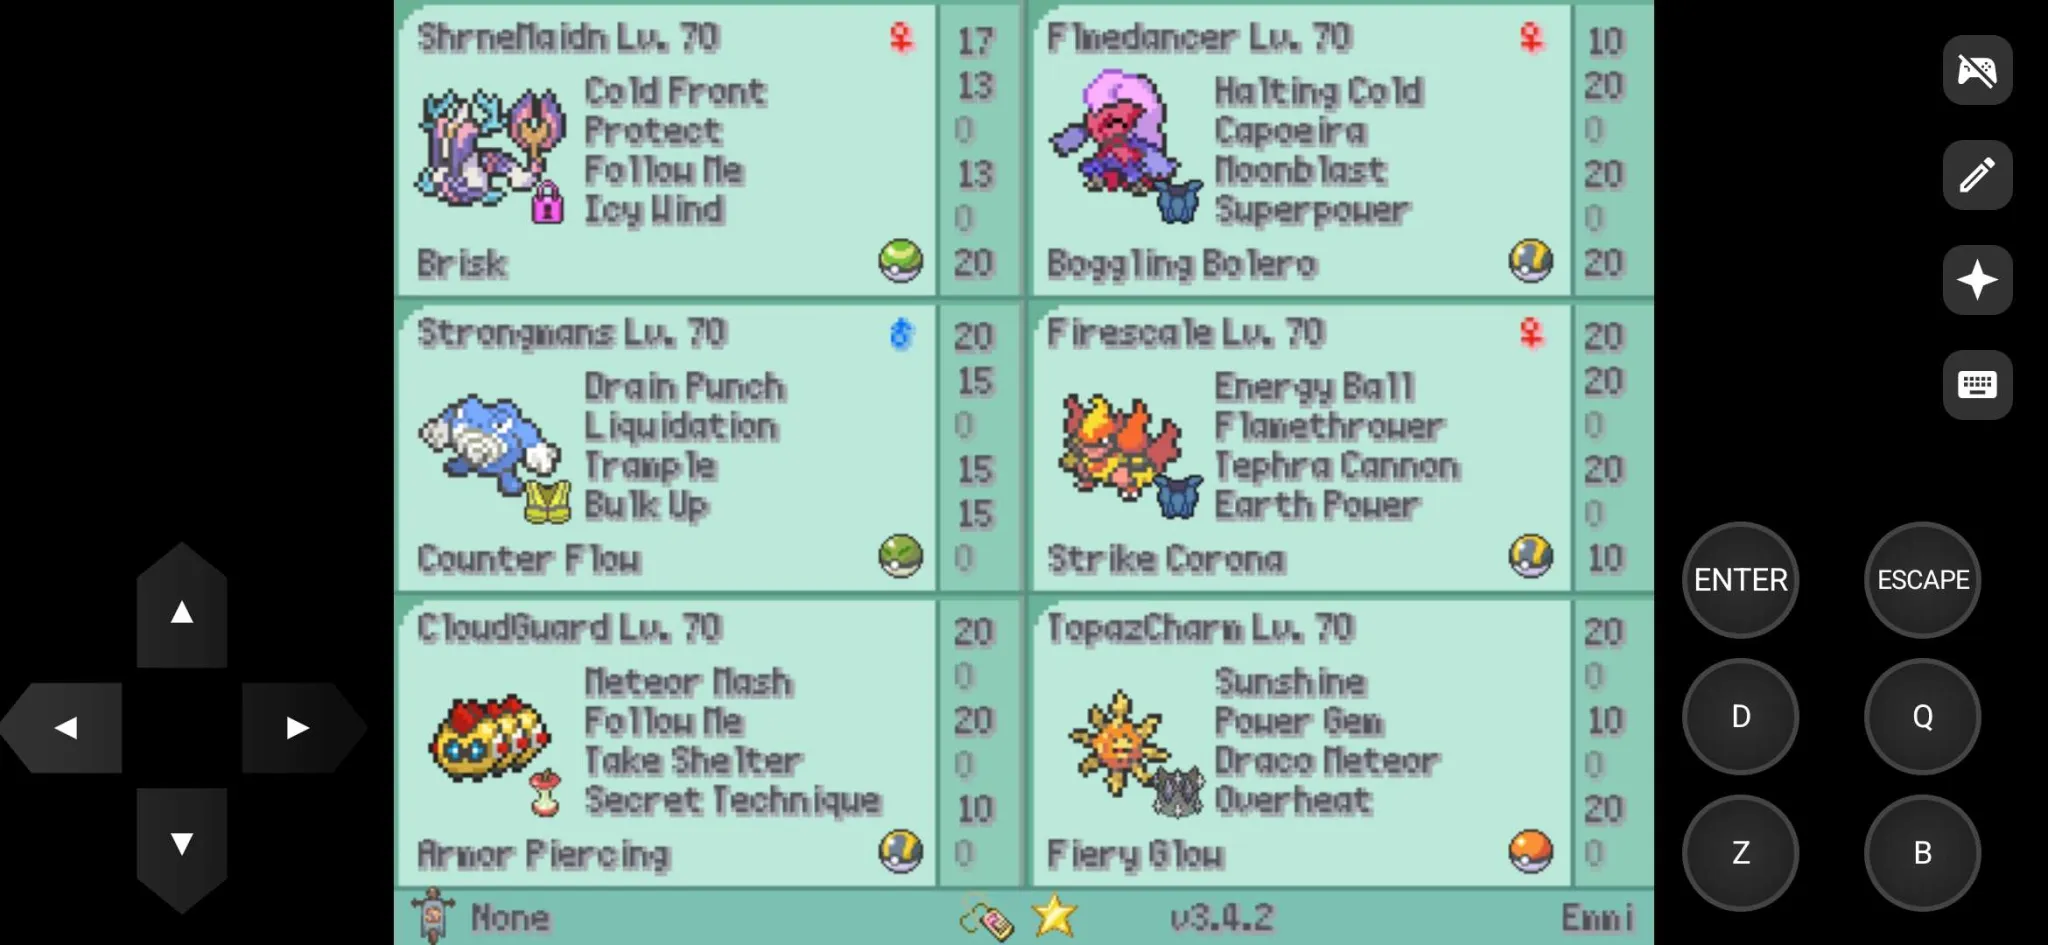 ShrneMaidn Lv. 70 ♀
17
13
0
13
0
20
Cold Front
Protect
Follow Me
Icy Wind
Brisk
Flmedancer Lv. 70 ♀
10
20
0
20
0
20
Halting Cold
Capoeira
Moonblast
Superpower
Boggling Bolero
Strongmans Lv. 70 ♂
20
15
0
15
15
0
Drain Punch
Liquidation
Trample
Bulk Up
Counter Flow
Firescale Lv. 70 ♀
20
20
0
20
0
10
Energy Ball
Flamethrower
Tephra Cannon
Earth Power
Strike Corona
CloudGuard Lv. 70
20
0
20
0
10
0
Meteor Mash
Follow Me
Take Shelter
Secret Technique
Armor Piercing
TopazCharm Lv. 70
20
0
10
0
20
0
Sunshine
Power Gem
Draco Meteor
Overheat
Fiery Glow
None
v3.4.2
Emmi
ENTER
ESCAPE
D
Q
Z
B